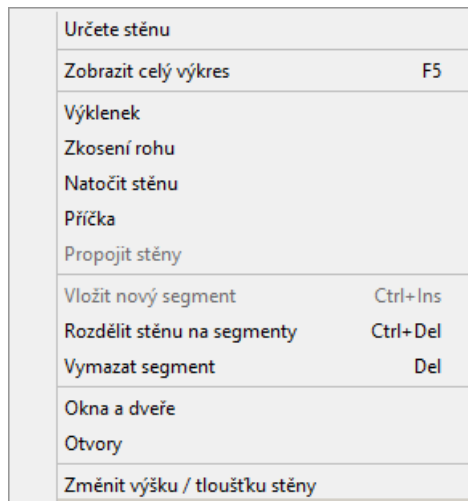 Určete stěnu
Zobrazit celý výkres F5
Výklenek
Zkosení rohu
Natočit stěnu
Příčka
Propojit stěny
Vložit nový segment Ctrl+Ins
Rozdělit stěnu na segmenty Ctrl+Del
Vymazat segment Del
Okna a dveře
Otvory
Změnit výšku / tloušťku stěny